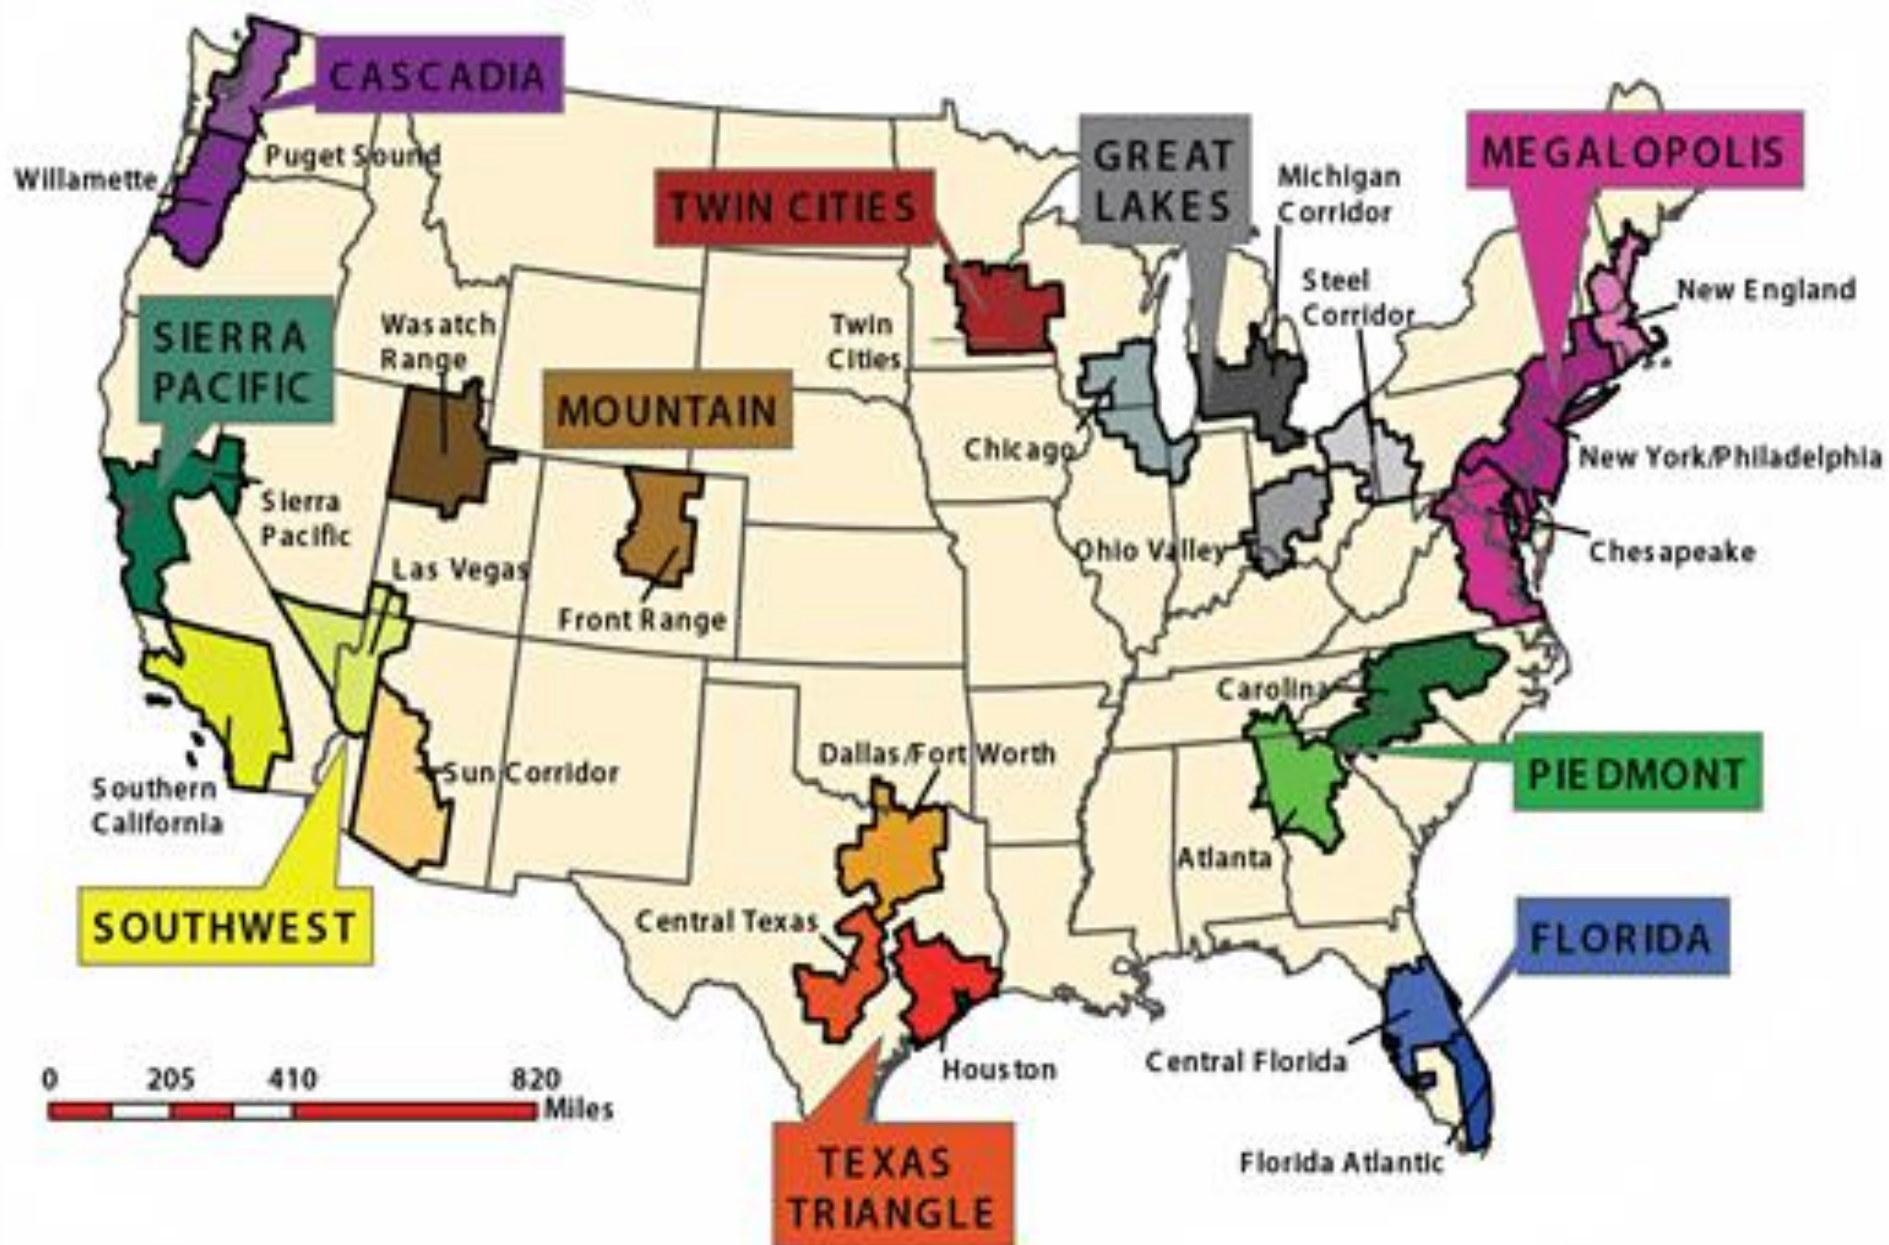 CASCADIA
Puget Sound
Willamette
TWIN CITIES
GREAT
LAKES
Michigan
Corridor
MEGALOPOLIS
Steel
Corridor
New England
SIERRA
PACIFIC
Wasatch
Range
Twin
Cities
MOUNTAIN
Chicago
New York/Philadelphia
Sierra
Pacific
Las Vegas
Ohio Valley
Chesapeake
Front Range
Carolina
Southern
California
Sun Corridor
Dallas/Fort Worth
PIEDMONT
Atlanta
SOUTHWEST
Central Texas
FLORIDA
Houston
Central Florida
0 205 410 820
Miles
Florida Atlantic
TEXAS
TRIANGLE